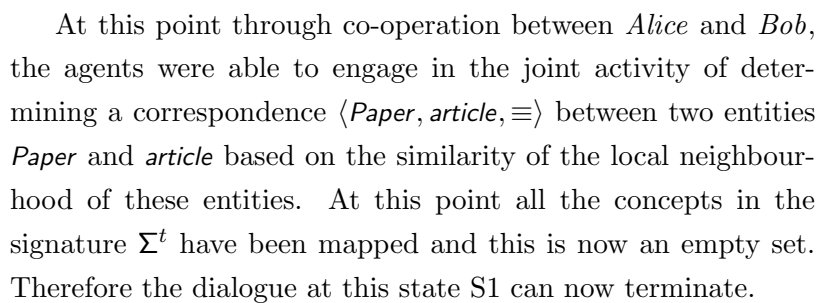 At this point through co-operation between Alice and Bob,
the agents were able to engage in the joint activity of deter-
mining a correspondence ⟨Paper, article, ≡⟩ between two entities
Paper and article based on the similarity of the local neighbour-
hood of these entities. At this point all the concepts in the
signature Σᵗ have been mapped and this is now an empty set.
Therefore the dialogue at this state S1 can now terminate.